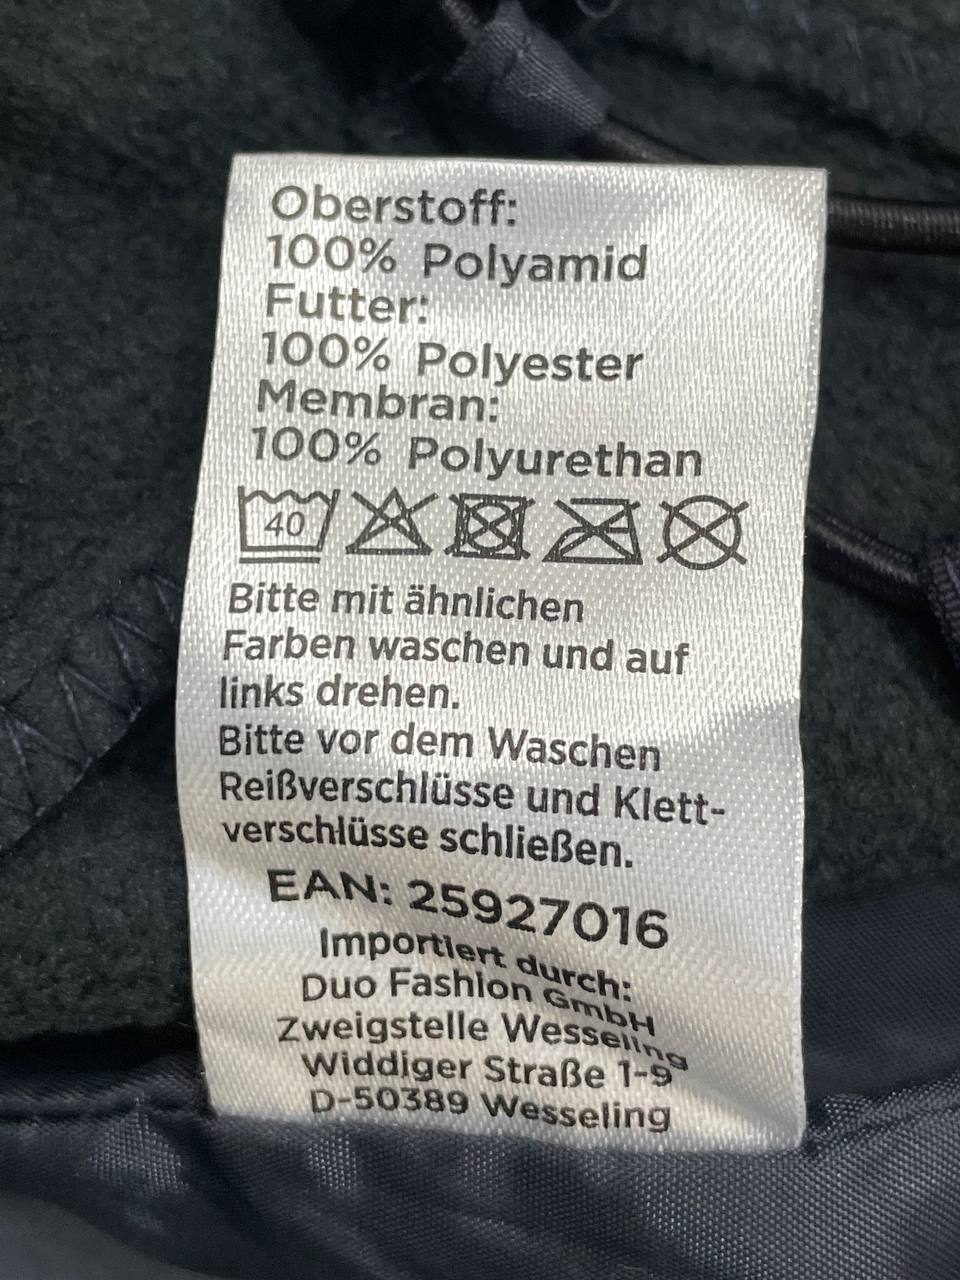 Oberstoff:
100% Polyamid
Futter:
100% Polyester
Membran:
100% Polyurethan
40
Bitte mit ähnlichen
Farben waschen und auf
links drehen.
Bitte vor dem Waschen
Reißverschlüsse und Klett-
verschlüsse schließen.
EAN: 25927016
Importiert durch:
Duo Fashion GmbH
Zweigstelle Wesseling
Widdiger Straße 1-9
D-50389 Wesseling